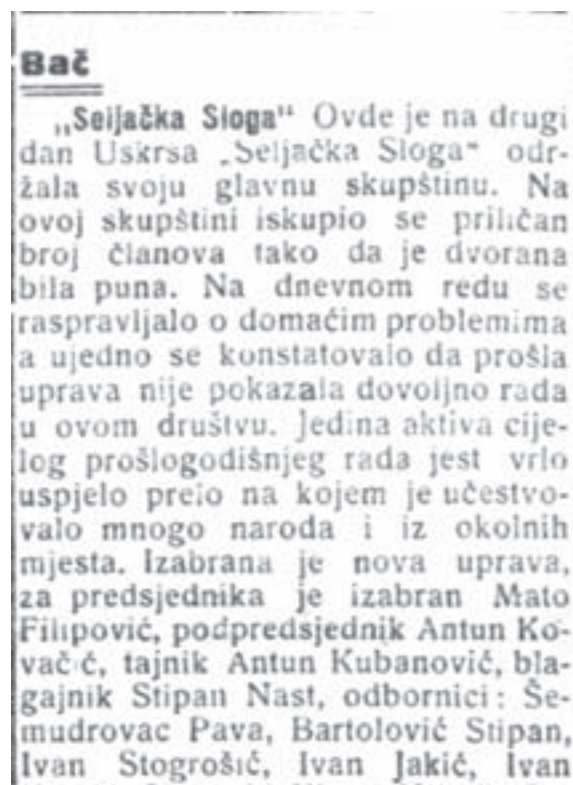 Bač
„Seljačka Sloga“ Ovde je na drugi
dan Uskrsa „Seljačka Sloga“ odr-
žala svoju glavnu skupštinu. Na
ovoj skupštini iskupio se priličan
broj članova tako da je dvorana
bila puna. Na dnevnom redu se
raspravljalo o domaćim problemima
a ujedno se konstatovalo da prošla
uprava nije pokazala dovoljno rada
u ovom društvu. Jedina aktiva cije-
log prošlogodišnjeg rada jest vrlo
uspjelo prelo na kojem je učestvo-
valo mnogo naroda i iz okolnih
mjesta. Izabrana je nova uprava,
za predsjednika je izabran Mato
Filipović, podpredsjednik Antun Ko-
vačić, tajnik Antun Kubanović, bla-
gajnik Stipan Nast, odbornici: Še-
mudrovac Pava, Bartolović Stipan,
Ivan Stogrošić, Ivan Jakić, Ivan